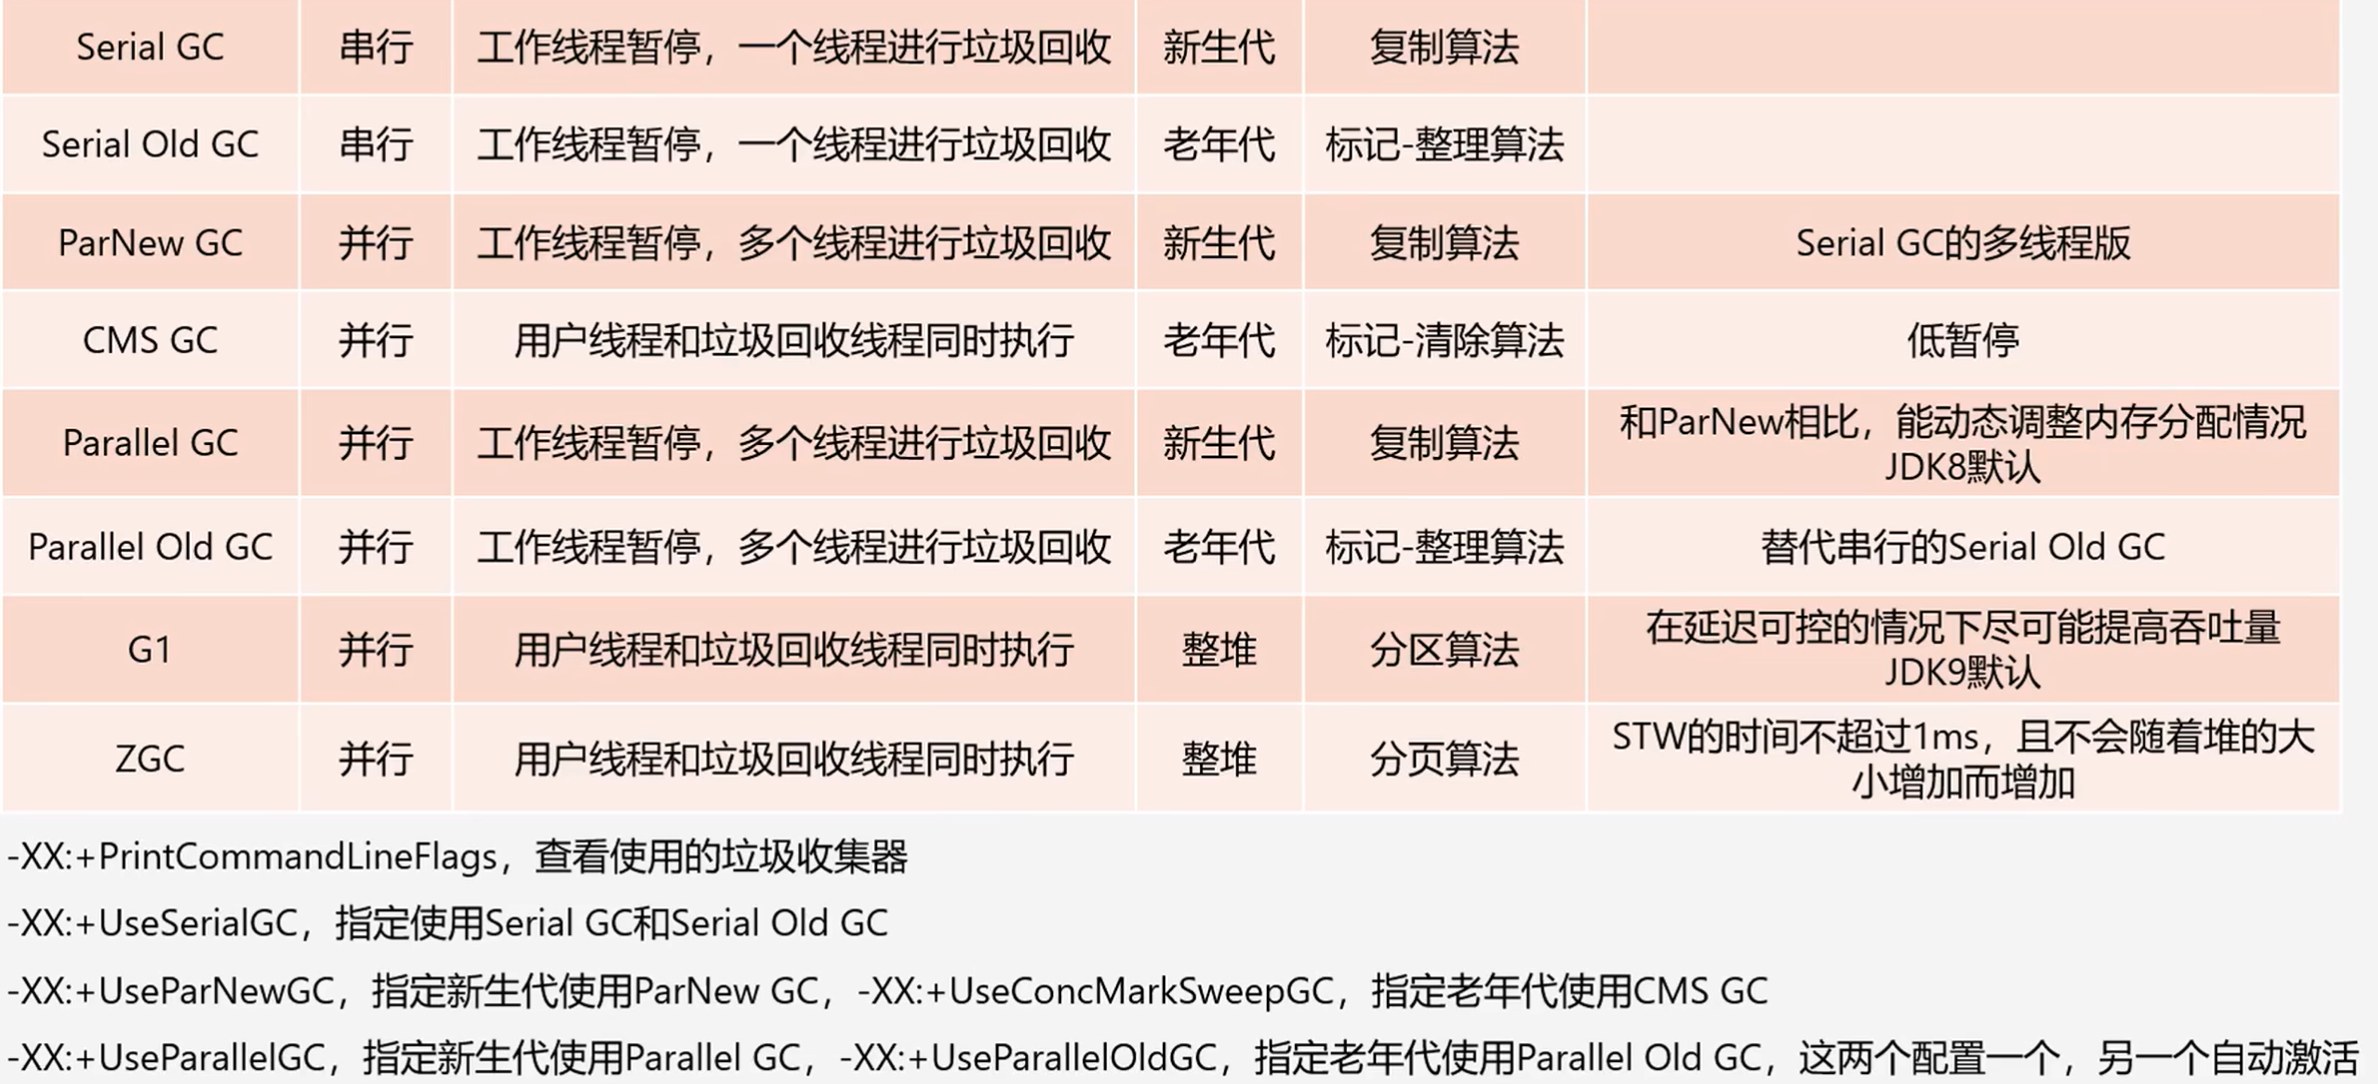 Serial GC 串行 工作线程暂停，一个线程进行垃圾回收 新生代 复制算法
Serial Old GC 串行 工作线程暂停，一个线程进行垃圾回收 老年代 标记-整理算法
ParNew GC 并行 工作线程暂停，多个线程进行垃圾回收 新生代 复制算法 Serial GC的多线程版
CMS GC 并行 用户线程和垃圾回收线程同时执行 老年代 标记-清除算法 低暂停
Parallel GC 并行 工作线程暂停，多个线程进行垃圾回收 新生代 复制算法 和ParNew相比，能动态调整内存分配情况
JDK8默认
Parallel Old GC 并行 工作线程暂停，多个线程进行垃圾回收 老年代 标记-整理算法 替代串行的Serial Old GC
G1 并行 用户线程和垃圾回收线程同时执行 整堆 分区算法 在延迟可控的情况下尽可能提高吞吐量
JDK9默认
ZGC 并行 用户线程和垃圾回收线程同时执行 整堆 分页算法 STW的时间不超过1ms，且不会随着堆的大
小增加而增加
-XX:+PrintCommandLineFlags，查看使用的垃圾收集器
-XX:+UseSerialGC，指定使用Serial GC和Serial Old GC
-XX:+UseParNewGC，指定新生代使用ParNew GC，-XX:+UseConcMarkSweepGC，指定老年代使用CMS GC
-XX:+UseParallelGC，指定新生代使用Parallel GC，-XX:+UseParallelOldGC，指定老年代使用Parallel Old GC，这两个配置一个，另一个自动激活